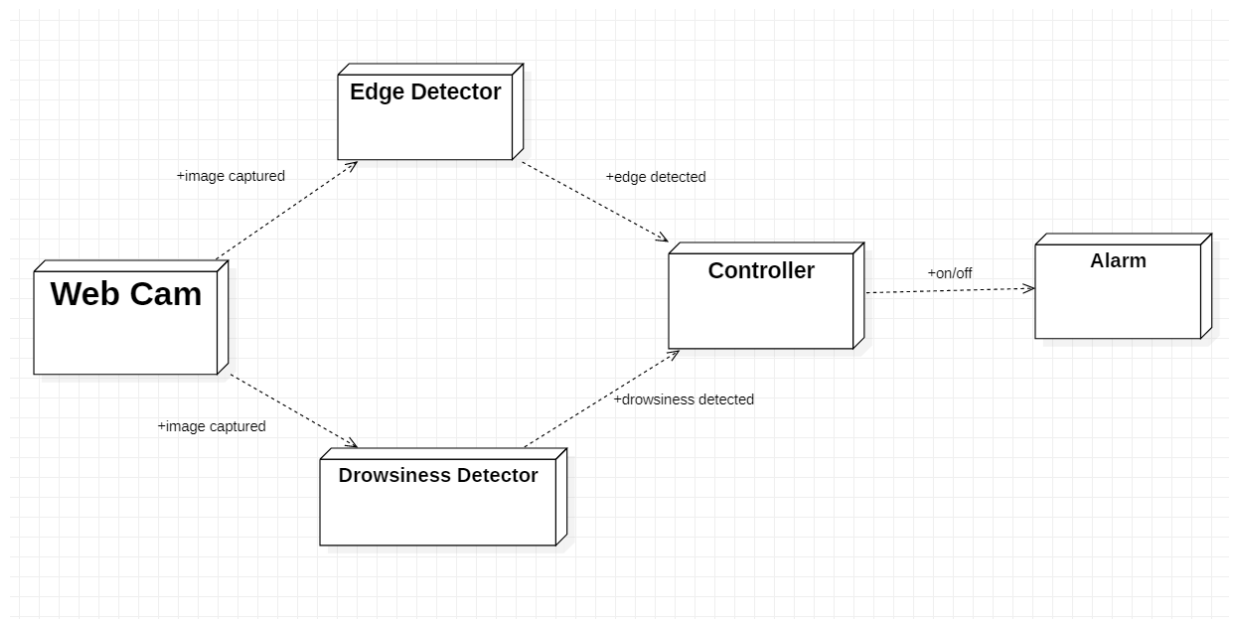 Edge Detector
+image captured
+edge detected
Web Cam
Controller
+on/off
Alarm
+drowsiness detected
+image captured
Drowsiness Detector